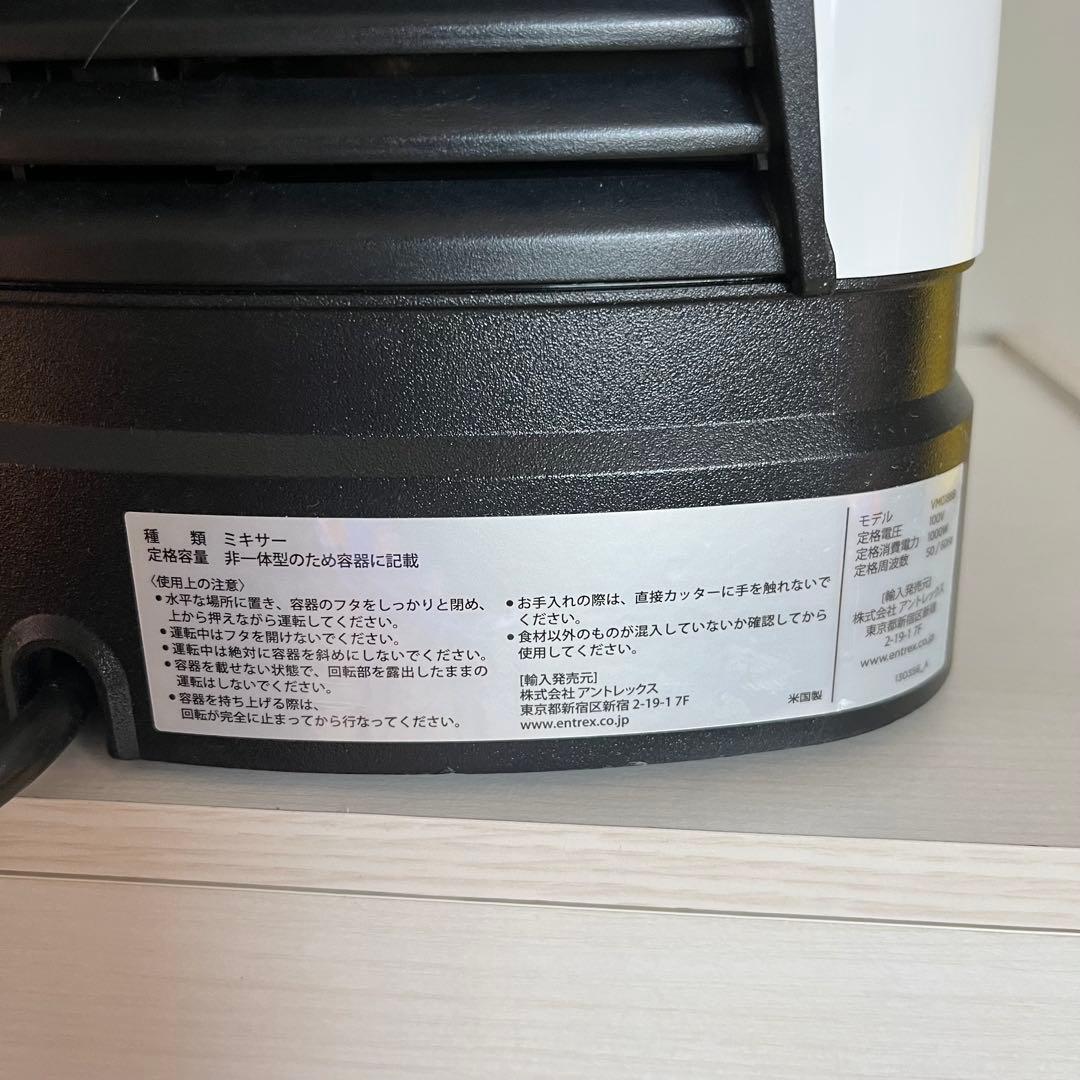 種　類　ミキサー
定格容量　非一体型のため容器に記載
〈使用上の注意〉
●水平な場所に置き、容器のフタをしっかりと閉め、
上から押えながら運転してください。
●運転中はフタを開けないでください。
●運転中は絶対に容器を斜めにしないでください。
●容器を載せない状態で、回転部を露出したままの
運転はしないでください。
●容器を持ち上げる際は、
回転が完全に止まってから行なってください。
●お手入れの際は、直接カッターに手を触れないで
ください。
●食材以外のものが混入していないか確認してから
使用してください。
[輸入発売元]
株式会社 アントレックス
東京都新宿区新宿 2-19-1 7F
www.entrex.co.jp
米国製
モデル
定格電圧　100V
定格消費電力　1000W
定格周波数　50 / 60Hz
[輸入発売元]
株式会社 アントレックス
東京都新宿区新宿
2-19-1 7F
www.entrex.co.jp